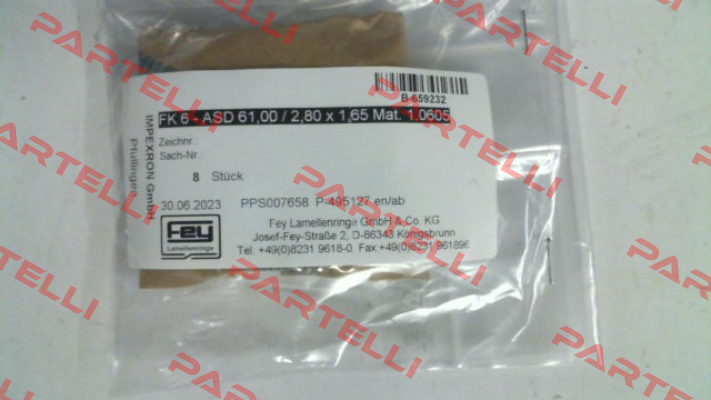 B-659232
FK 6 - ASD 61,00 / 2,80 x 1,65 Mat. 1.0605
Zeichnr.:
Sach-Nr.:
8 Stück
30.06.2023 PPS007658 P-495127 en/ab
IMPEXRON GmbH
Pfullingen
Fey
Lamellenringe
Fey Lamellenringe GmbH & Co. KG
Josef-Fey-Straße 2, D-86343 Königsbrunn
Tel. +49(0)8231 9618-0 Fax +49(0)8231 961896
PARTELLI
PARTELLI
PARTELLI
PARTELLI
PARTELLI
PARTELLI
PARTELLI
PARTELLI